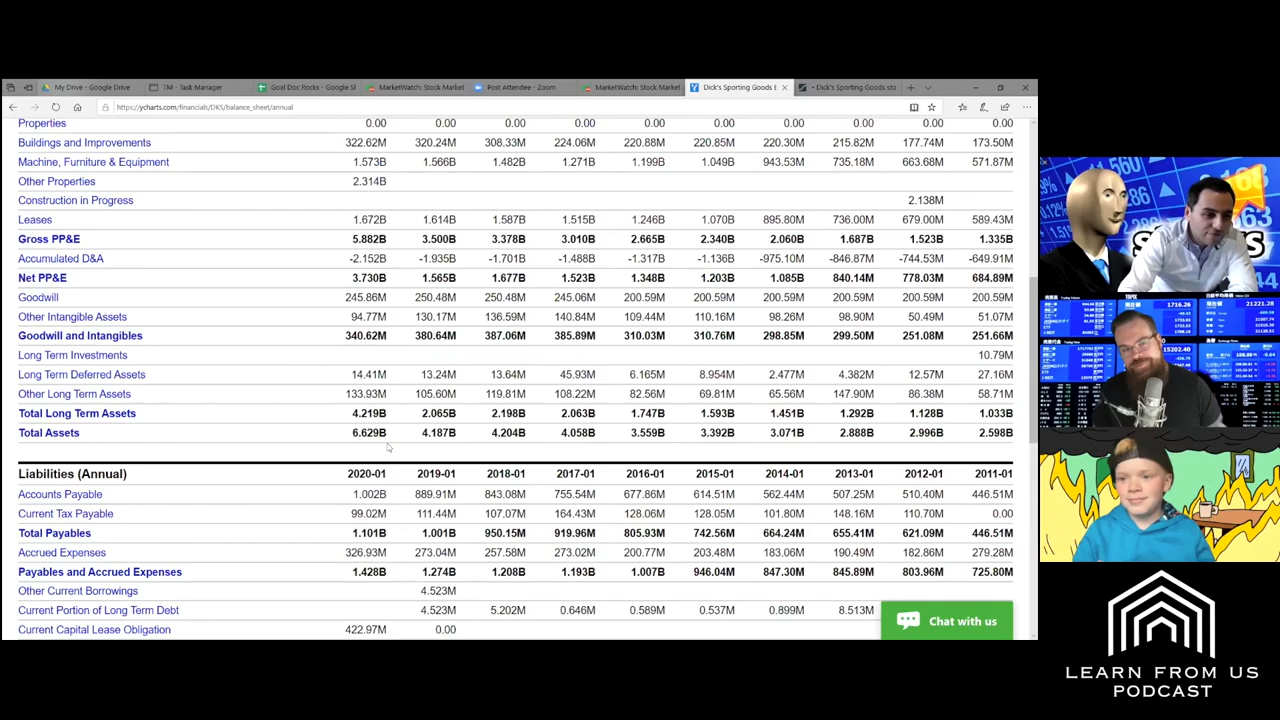 My Drive - Google Drive TM - Task Manager Goal Doc Rocks - Google Sh MarketWatch: Stock Market Post Attendee - Zoom MarketWatch: Stock Market Dick's Sporting Goods B Dick's Sporting Goods sto
https://ycharts.com/financials/DKS/balance_sheet/annual
Properties 0.00 0.00 0.00 0.00 0.00 0.00 0.00 0.00 0.00 0.00
Buildings and Improvements 322.62M 320.24M 308.33M 224.06M 220.88M 220.85M 220.30M 215.82M 177.74M 173.50M
Machine, Furniture & Equipment 1.573B 1.566B 1.482B 1.271B 1.199B 1.049B 943.53M 735.18M 663.68M 571.87M
Other Properties 2.314B
Construction in Progress 2.138M
Leases 1.672B 1.614B 1.587B 1.515B 1.246B 1.070B 895.80M 736.00M 679.00M 589.43M
Gross PP&E 5.882B 3.500B 3.378B 3.010B 2.665B 2.340B 2.060B 1.687B 1.523B 1.335B
Accumulated D&A -2.152B -1.935B -1.701B -1.488B -1.317B -1.136B -975.10M -846.87M -744.53M -649.91M
Net PP&E 3.730B 1.565B 1.677B 1.523B 1.348B 1.203B 1.085B 840.14M 778.03M 684.89M
Goodwill 245.86M 250.48M 250.48M 245.06M 200.59M 200.59M 200.59M 200.59M 200.59M 200.59M
Other Intangible Assets 94.77M 130.17M 136.59M 140.84M 109.44M 110.16M 98.26M 98.90M 50.49M 51.07M
Goodwill and Intangibles 340.62M 380.64M 387.06M 385.89M 310.03M 310.76M 298.85M 299.50M 251.08M 251.66M
Long Term Investments 10.79M
Long Term Deferred Assets 14.41M 13.24M 13.64M 45.93M 6.165M 8.954M 2.477M 4.382M 12.57M 27.16M
Other Long Term Assets 133.93M 105.60M 119.81M 108.22M 82.56M 69.81M 65.56M 147.90M 86.38M 58.71M
Total Long Term Assets 4.219B 2.065B 2.198B 2.063B 1.747B 1.593B 1.451B 1.292B 1.128B 1.033B
Total Assets 6.629B 4.187B 4.204B 4.058B 3.559B 3.392B 3.071B 2.888B 2.996B 2.598B
Liabilities (Annual) 2020-01 2019-01 2018-01 2017-01 2016-01 2015-01 2014-01 2013-01 2012-01 2011-01
Accounts Payable 1.002B 889.91M 843.08M 755.54M 677.86M 614.51M 562.44M 507.25M 510.40M 446.51M
Current Tax Payable 99.02M 111.44M 107.07M 164.43M 128.06M 128.05M 101.80M 148.16M 110.70M 0.00
Total Payables 1.101B 1.001B 950.15M 919.96M 805.93M 742.56M 664.24M 655.41M 621.09M 446.51M
Accrued Expenses 326.93M 273.04M 257.58M 273.02M 200.77M 203.48M 183.06M 190.49M 182.86M 279.28M
Payables and Accrued Expenses 1.428B 1.274B 1.208B 1.193B 1.007B 946.04M 847.30M 845.89M 803.96M 725.80M
Other Current Borrowings 4.523M
Current Portion of Long Term Debt 4.523M 5.202M 0.646M 0.589M 0.537M 0.899M 8.513M
Current Capital Lease Obligation 422.97M 0.00
Chat with us
TOPIX
1716.26
21221.28
15202.40
LEARN FROM US
PODCAST